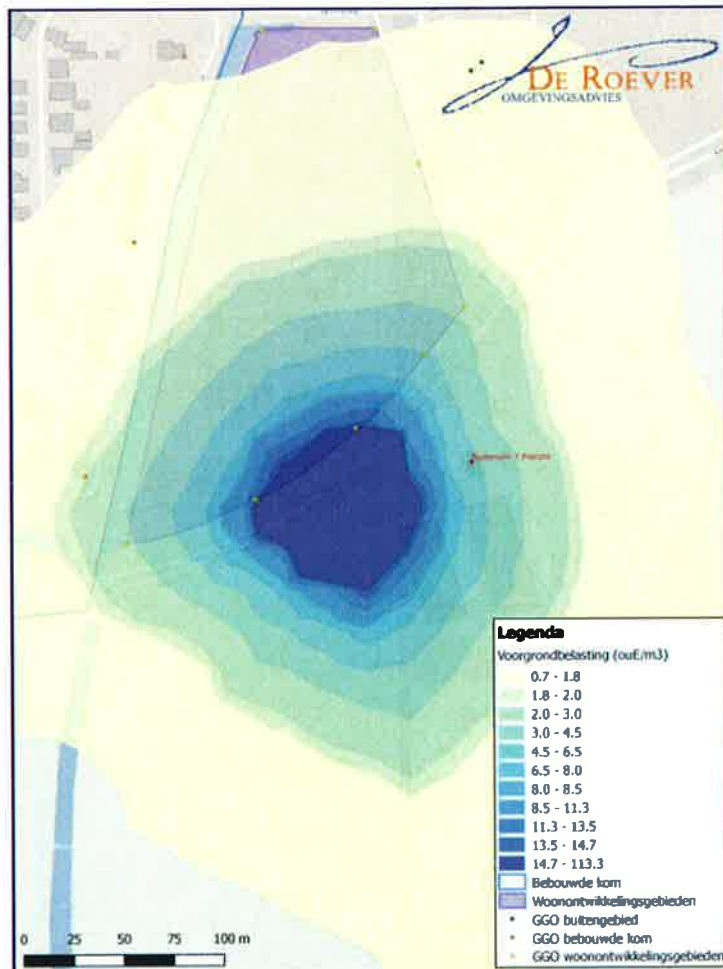 DE ROEVER
OMGEVINGSADVIES
Legenda
Voorgrondbelasting (ouE/m3)
0.7 - 1.8
1.8 - 2.0
2.0 - 3.0
3.0 - 4.5
4.5 - 6.5
6.5 - 8.0
8.0 - 8.5
8.5 - 11.3
11.3 - 13.5
13.5 - 14.7
14.7 - 113.3
Bebouwde kom
Woonontwikkelingsgebieden
GGO buitengebied
GGO bebouwde kom
GGO woonontwikkelingsgebieden
0 25 50 75 100 m